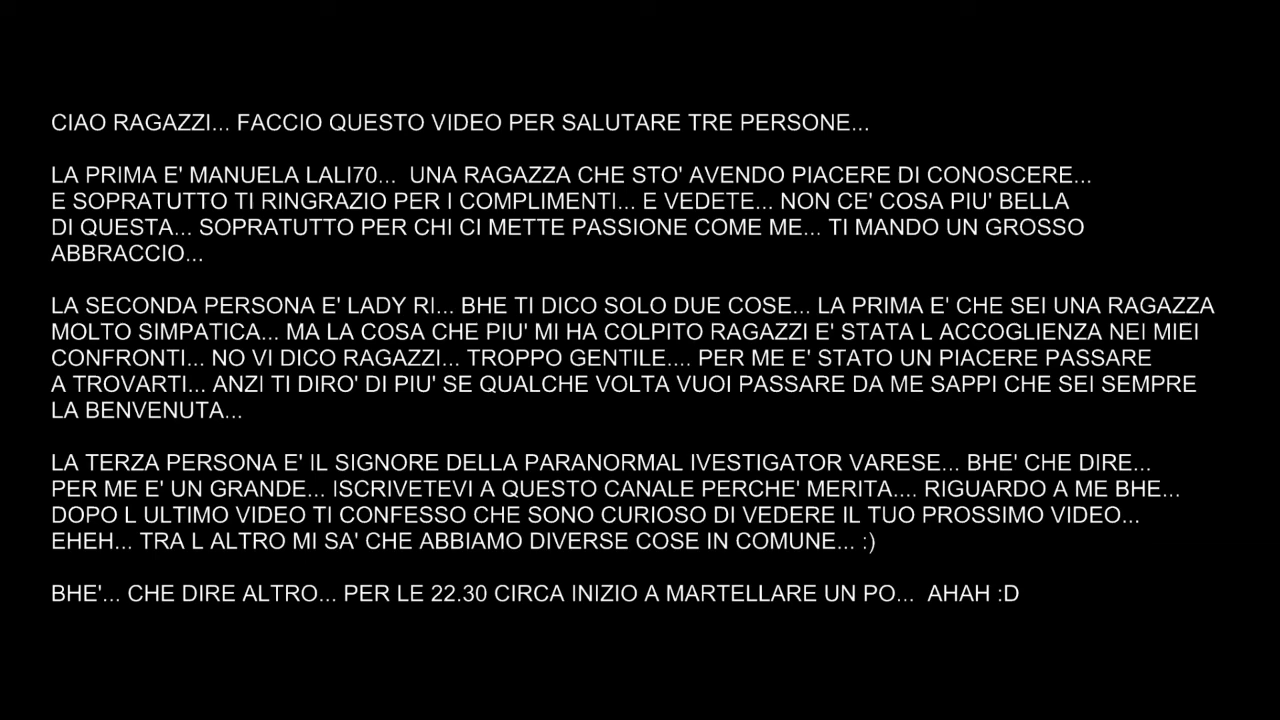 CIAO RAGAZZI... FACCIO QUESTO VIDEO PER SALUTARE TRE PERSONE...
LA PRIMA E' MANUELA LALI70... UNA RAGAZZA CHE STO' AVENDO PIACERE DI CONOSCERE...
E SOPRATUTTO TI RINGRAZIO PER I COMPLIMENTI... E VEDETE... NON CE' COSA PIU' BELLA
DI QUESTA... SOPRATUTTO PER CHI CI METTE PASSIONE COME ME... TI MANDO UN GROSSO
ABBRACCIO...
LA SECONDA PERSONA E' LADY RI... BHE TI DICO SOLO DUE COSE... LA PRIMA E' CHE SEI UNA RAGAZZA
MOLTO SIMPATICA... MA LA COSA CHE PIU' MI HA COLPITO RAGAZZI E' STATA L ACCOGLIENZA NEI MIEI
CONFRONTI... NO VI DICO RAGAZZI... TROPPO GENTILE.... PER ME E' STATO UN PIACERE PASSARE
A TROVARTI... ANZI TI DIRO' DI PIU' SE QUALCHE VOLTA VUOI PASSARE DA ME SAPPI CHE SEI SEMPRE
LA BENVENUTA...
LA TERZA PERSONA E' IL SIGNORE DELLA PARANORMAL IVESTIGATOR VARESE... BHE' CHE DIRE...
PER ME E' UN GRANDE... ISCRIVETEVI A QUESTO CANALE PERCHE' MERITA.... RIGUARDO A ME BHE...
DOPO L ULTIMO VIDEO TI CONFESSO CHE SONO CURIOSO DI VEDERE IL TUO PROSSIMO VIDEO...
EHEH... TRA L ALTRO MI SA' CHE ABBIAMO DIVERSE COSE IN COMUNE... :)
BHE'... CHE DIRE ALTRO... PER LE 22.30 CIRCA INIZIO A MARTELLARE UN PO... AHAH :D